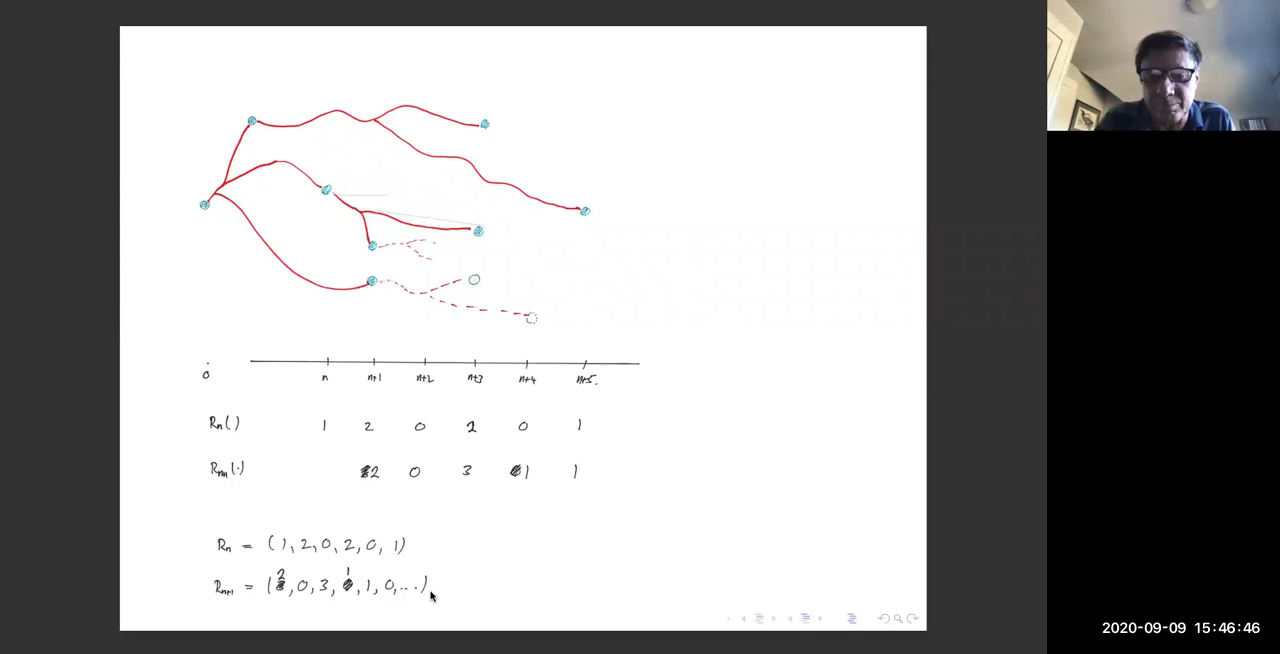 0 n n+1 n+2 n+3 n+4 n+5.
Rn( ) 1 2 0 2 0 1
Rn+1(·) 2 0 3 1 1
Rn = (1, 2, 0, 2, 0, 1)
Rn+1 = (2, 0, 3, 1, 1, 0, ...)
2020-09-09 15:46:46